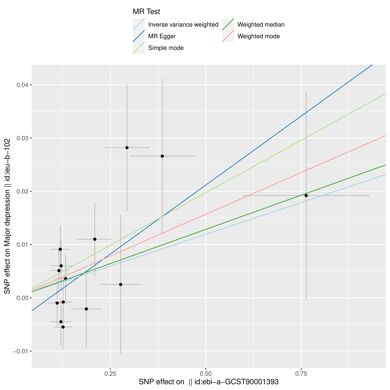 MR Test
Inverse variance weighted
Weighted median
MR Egger
Weighted mode
Simple mode
SNP effect on Major depression || id:ieu-b-102
0.04
0.03
0.02
0.01
0.00
-0.01
0.25
0.50
0.75
SNP effect on || id:ebi-a-GCST90001393